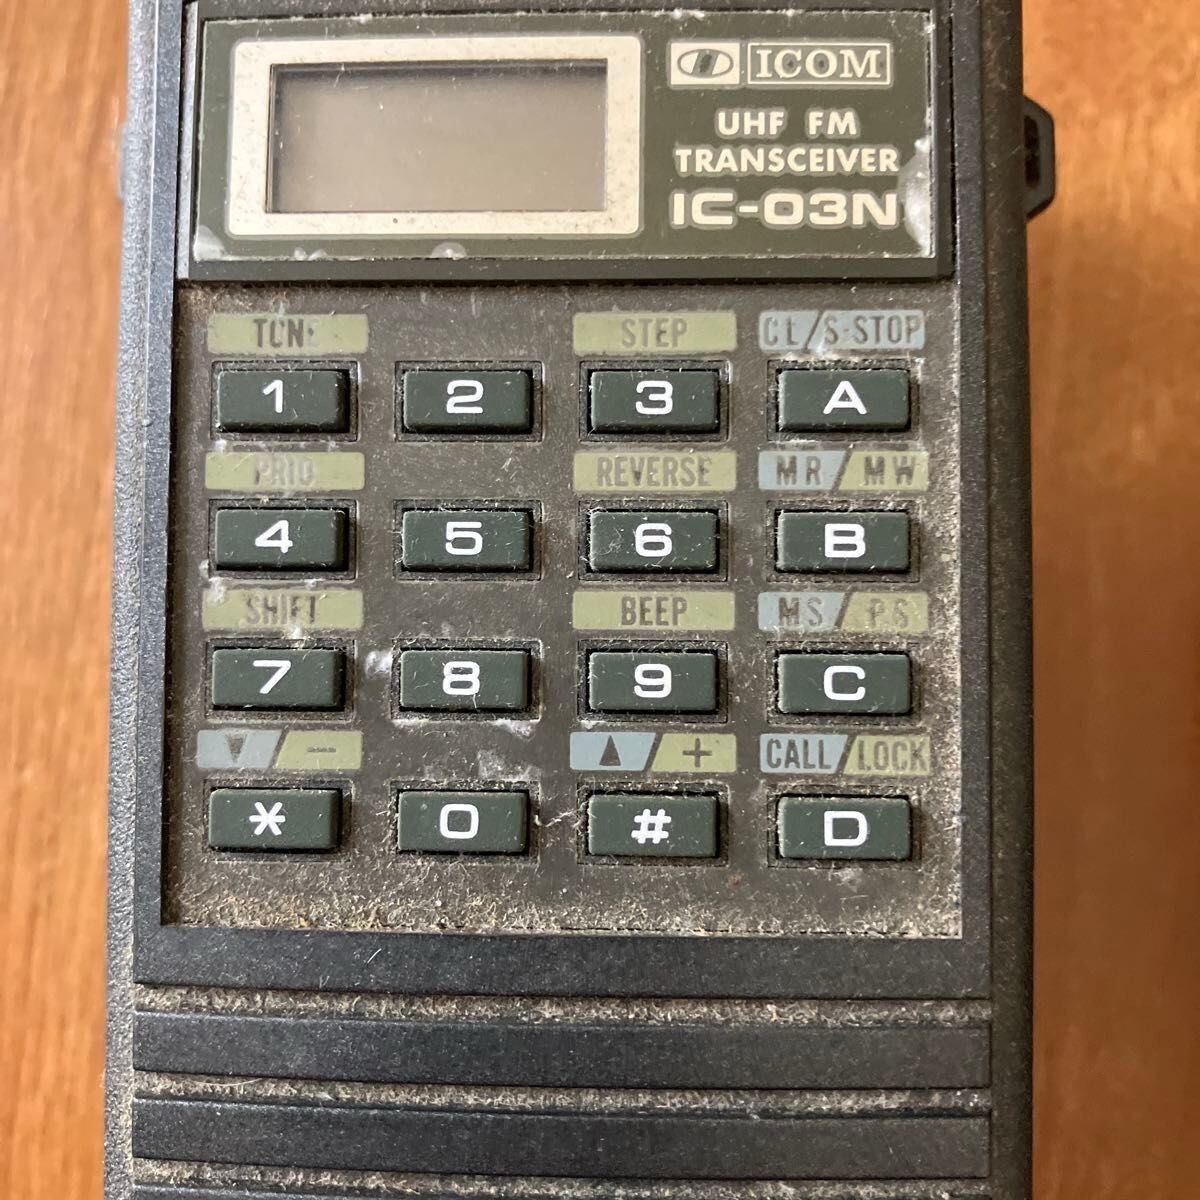 ICOM
UHF FM
TRANSCEIVER
IC-03N
TONE STEP CL/S·STOP
1 2 3 A
PRIO REVERSE MR/MW
4 5 6 B
SHIFT BEEP MS/P.S
7 8 9 C
▼/- ▲/+ CALL/LOCK
* 0 # D